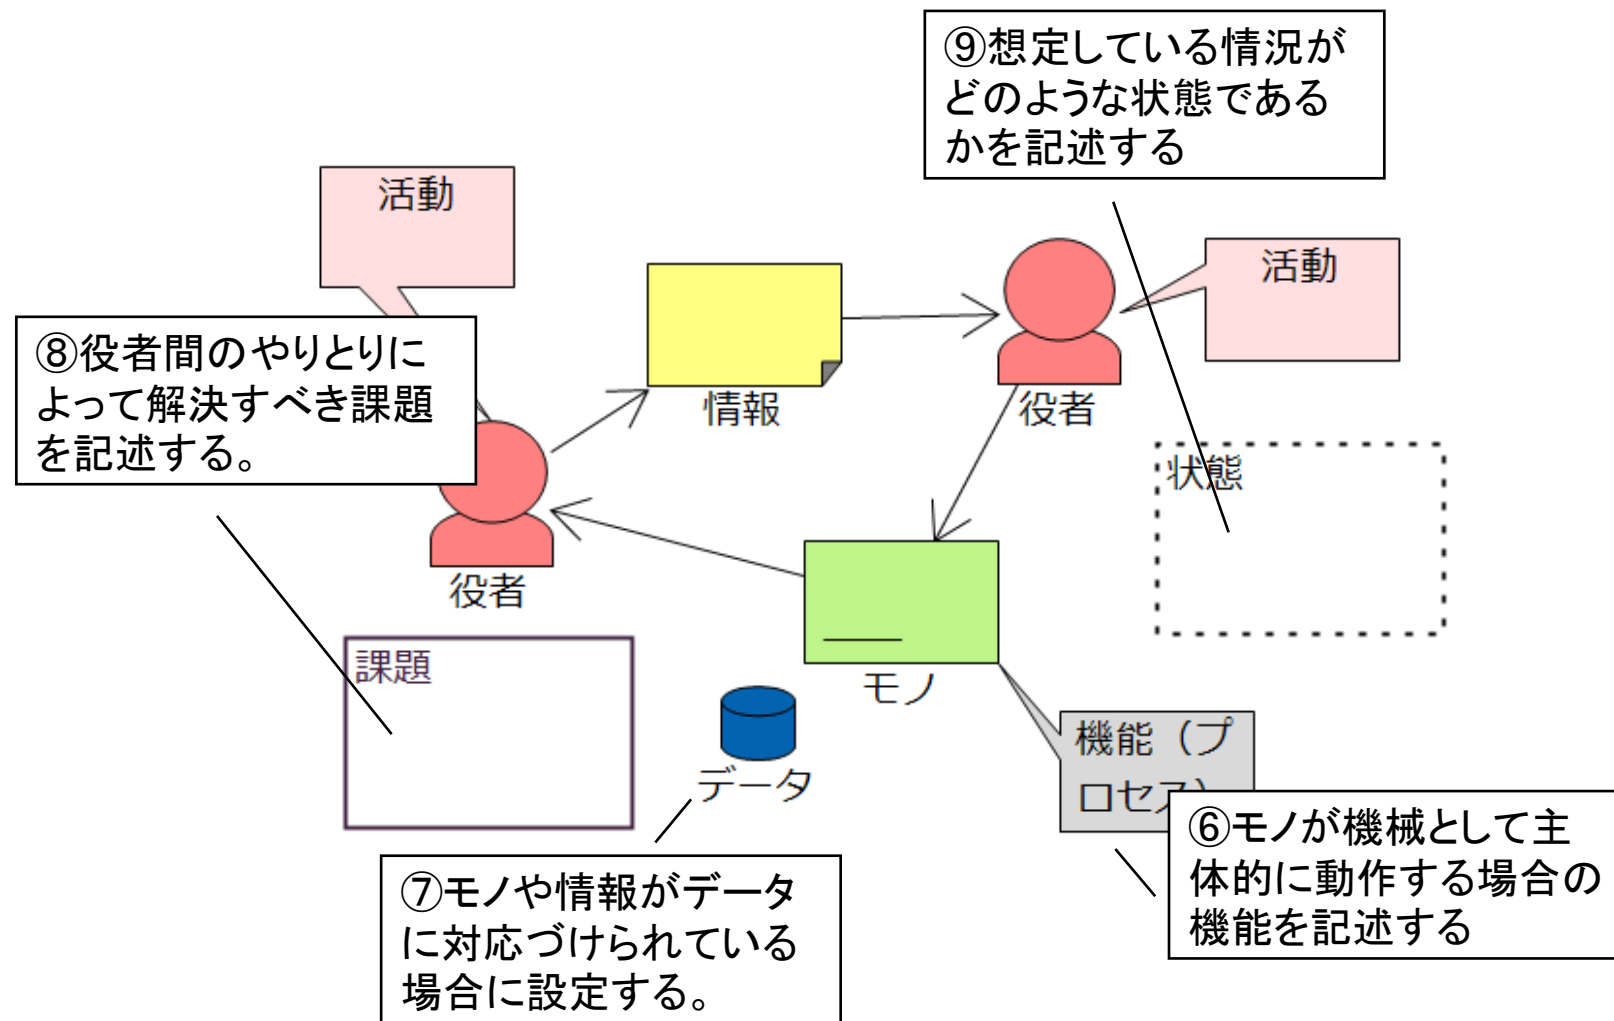 ⑨想定している情況が
どのような状態である
かを記述する
活動
活動
⑧役者間のやりとりに
よって解決すべき課題
を記述する。
情報
役者
状態
役者
課題
モノ
データ
機能（プ
ロセス）
⑥モノが機械として主
体的に動作する場合の
機能を記述する
⑦モノや情報がデータ
に対応づけられている
場合に設定する。